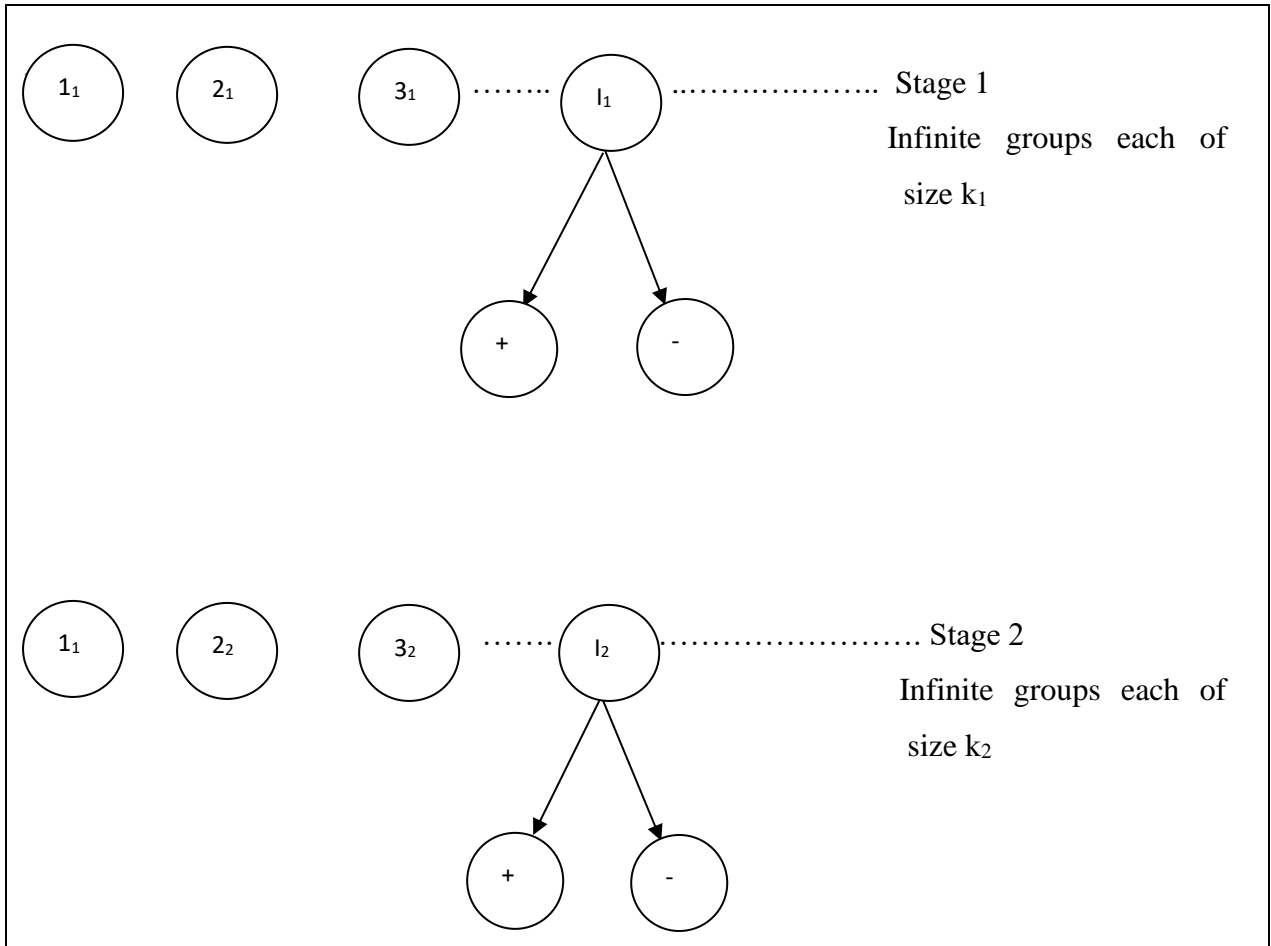 1₁ 2₁ 3₁ …….. I₁ ..…….….…….. Stage 1
Infinite groups each of
size k₁
+ -
1₁ 2₂ 3₂ ……. I₂ ……………………. Stage 2
Infinite groups each of
size k₂
+ -